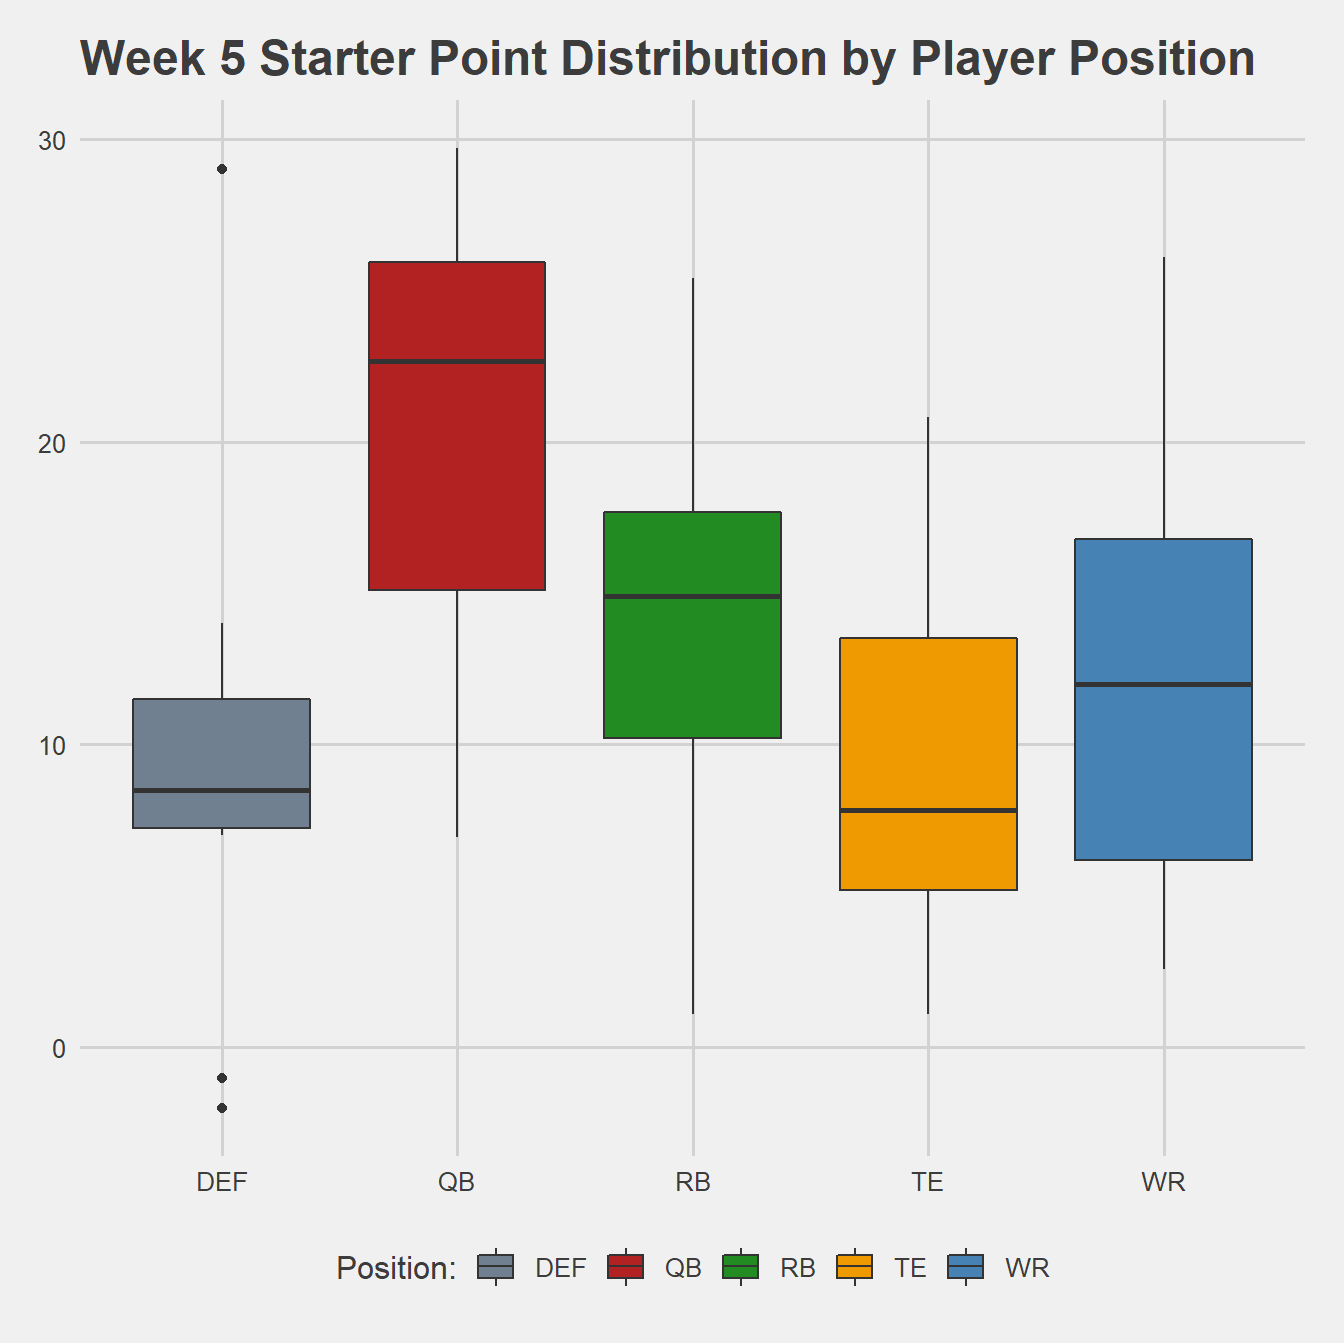 Week 5 Starter Point Distribution by Player Position
30
20
10
0
DEF QB RB TE WR
Position: DEF QB RB TE WR